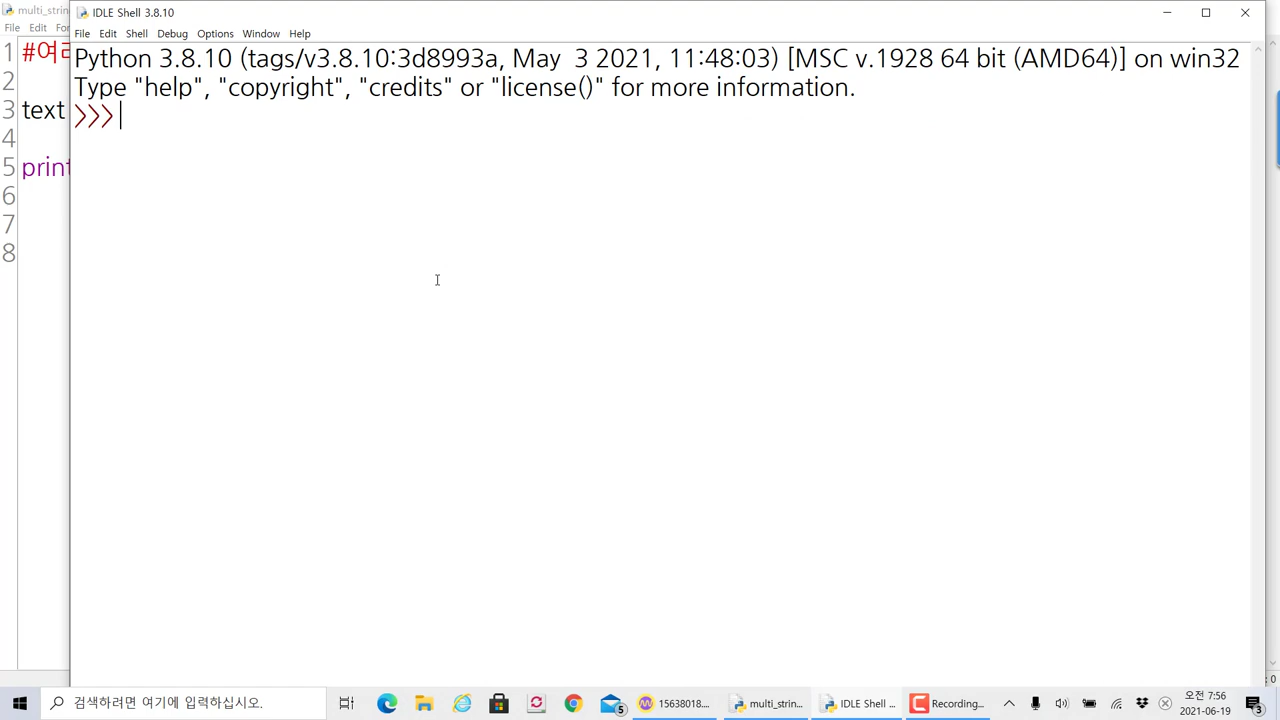 multi_strin
IDLE Shell 3.8.10
File Edit
File Edit Shell Debug Options Window Help
1
2
3 text
4
5 print
6
7
8
Python 3.8.10 (tags/v3.8.10:3d8993a, May  3 2021, 11:48:03) [MSC v.1928 64 bit (AMD64)] on win32
Type "help", "copyright", "credits" or "license()" for more information.
>>>
검색하려면 여기에 입력하십시오.
5
15638018....
multi_strin...
IDLE Shell ...
Recording...
오전 7:56
2021-06-19
3